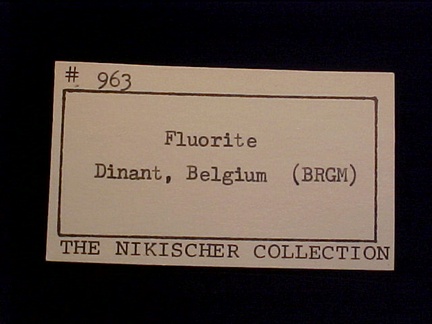 # 963
Fluorite
Dinant, Belgium (BRGM)
THE NIKISCHER COLLECTION